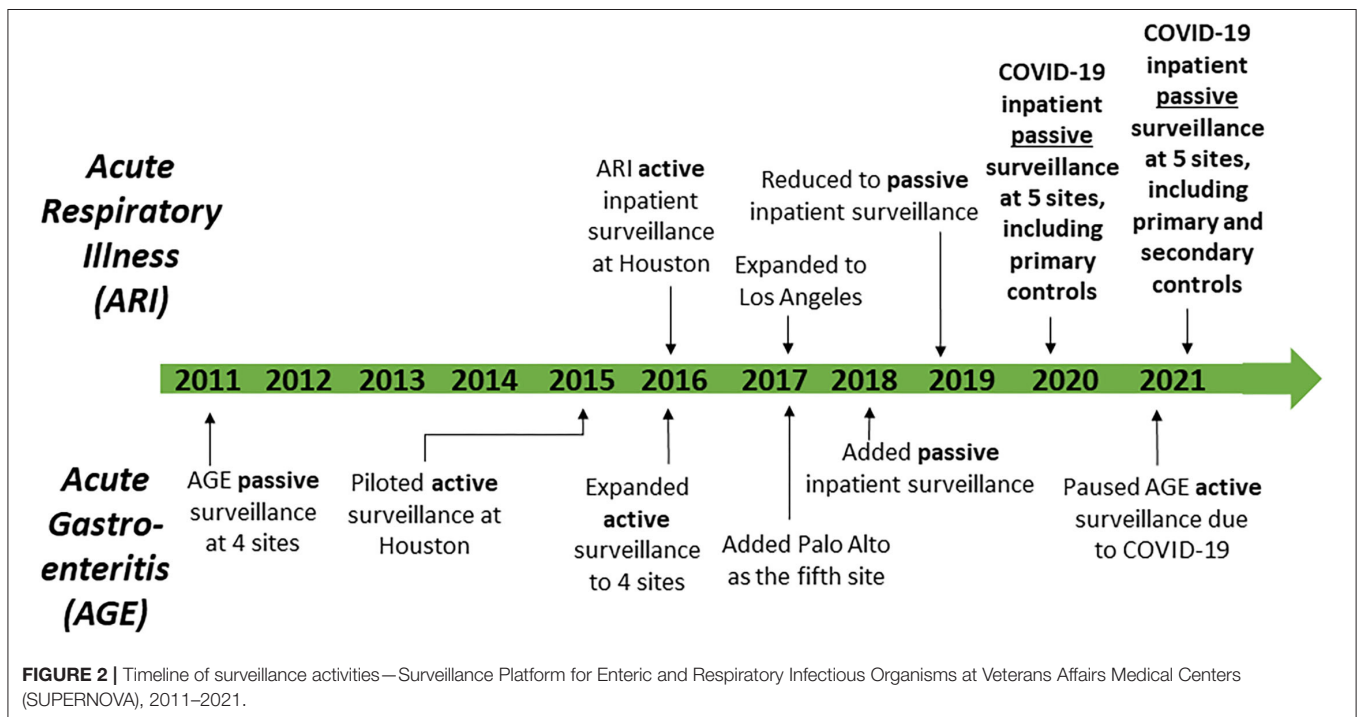 Acute
Respiratory
Illness
(ARI)
ARI active
inpatient
surveillance
at Houston
Expanded to
Los Angeles
Reduced to passive
inpatient surveillance
COVID-19
inpatient
passive
surveillance
at 5 sites,
including
primary
controls
COVID-19
inpatient
passive
surveillance
at 5 sites,
including
primary and
secondary
controls
2011 2012 2013 2014 2015 2016 2017 2018 2019 2020 2021
Acute
Gastro-
enteritis
(AGE)
AGE passive
surveillance
at 4 sites
Piloted active
surveillance at
Houston
Expanded
active
surveillance
to 4 sites
Added Palo Alto
as the fifth site
Added passive
inpatient surveillance
Paused AGE active
surveillance due
to COVID-19
FIGURE 2 | Timeline of surveillance activities—Surveillance Platform for Enteric and Respiratory Infectious Organisms at Veterans Affairs Medical Centers
(SUPERNOVA), 2011–2021.